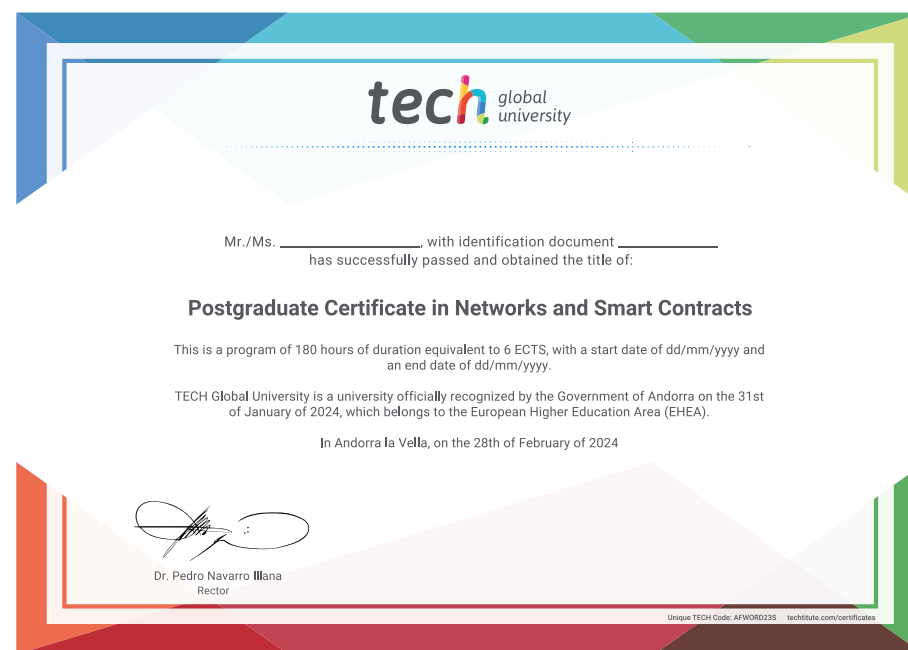 tech global university
Mr./Ms. ____________________, with identification document ______________
has successfully passed and obtained the title of:
Postgraduate Certificate in Networks and Smart Contracts
This is a program of 180 hours of duration equivalent to 6 ECTS, with a start date of dd/mm/yyyy and
an end date of dd/mm/yyyy.
TECH Global University is a university officially recognized by the Government of Andorra on the 31st
of January of 2024, which belongs to the European Higher Education Area (EHEA).
In Andorra la Vella, on the 28th of February of 2024
Dr. Pedro Navarro Illana
Rector
Unique TECH Code: AFWORD23S techtitute.com/certificates